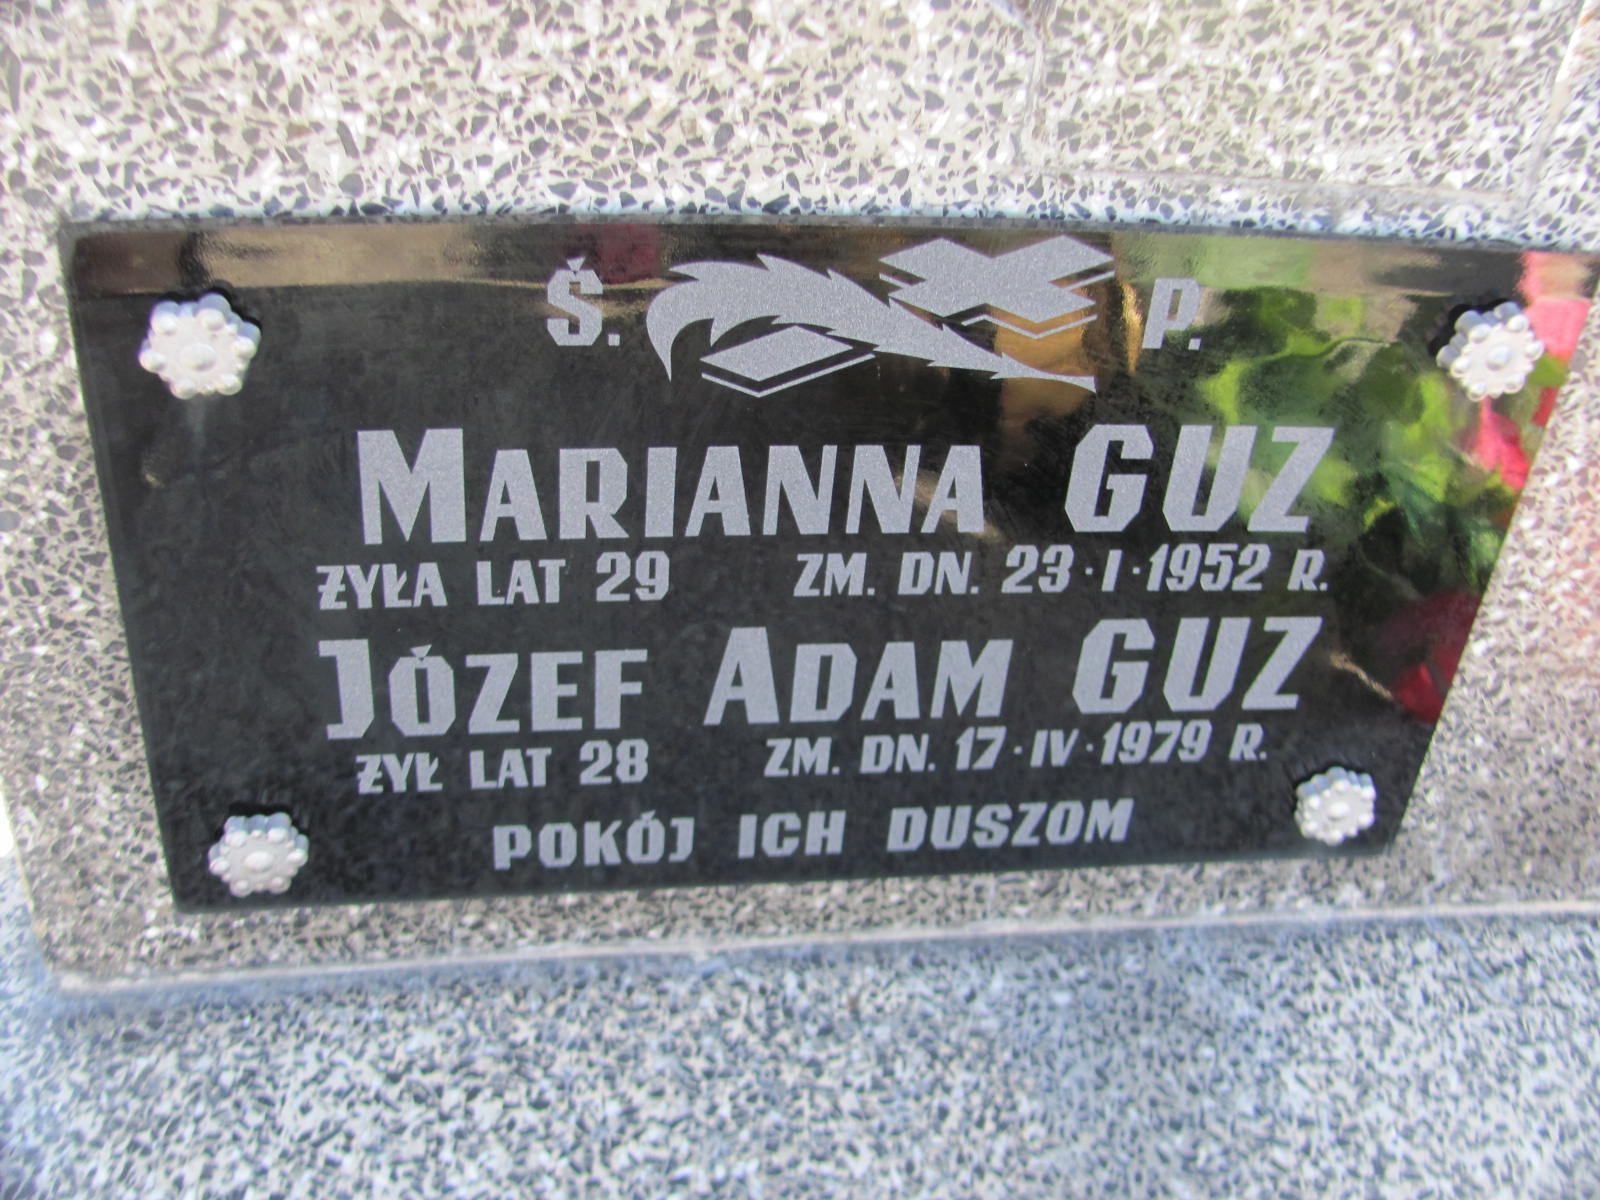 Ś. P.
MARIANNA GUZ
ŻYŁA LAT 29 ZM. DN. 23·I·1952 R.
JÓZEF ADAM GUZ
ŻYŁ LAT 28 ZM. DN. 17·IV·1979 R.
POKÓJ ICH DUSZOM